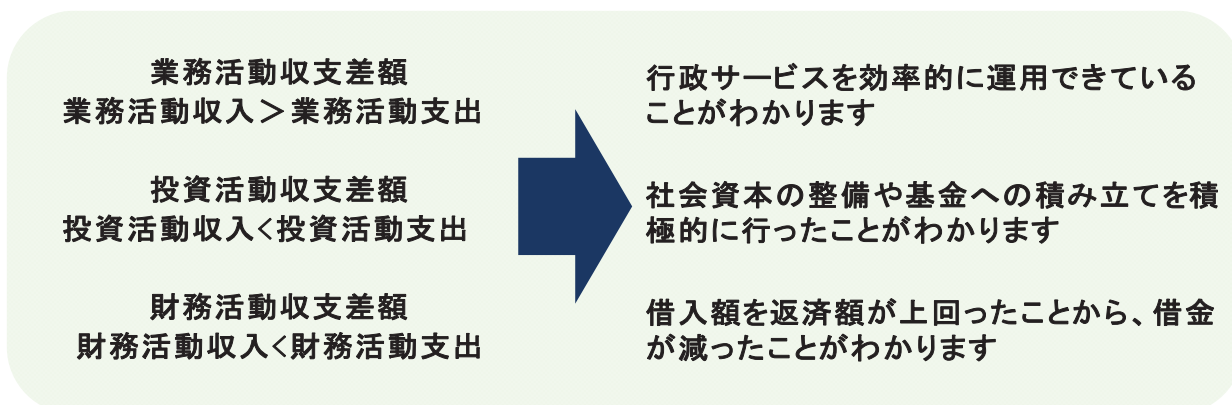 業務活動収支差額
業務活動収入＞業務活動支出
行政サービスを効率的に運用できている
ことがわかります
投資活動収支差額
投資活動収入<投資活動支出
社会資本の整備や基金への積み立てを積
極的に行ったことがわかります
財務活動収支差額
財務活動収入<財務活動支出
借入額を返済額が上回ったことから、借金
が減ったことがわかります